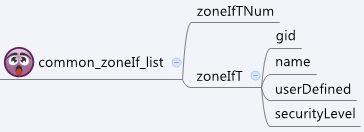 zoneIfTNum
common_zoneIf_list
zoneIfT
gid
name
userDefined
securityLevel